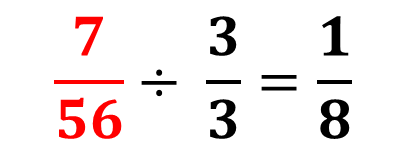 7/56 ÷ 3/3 = 1/8